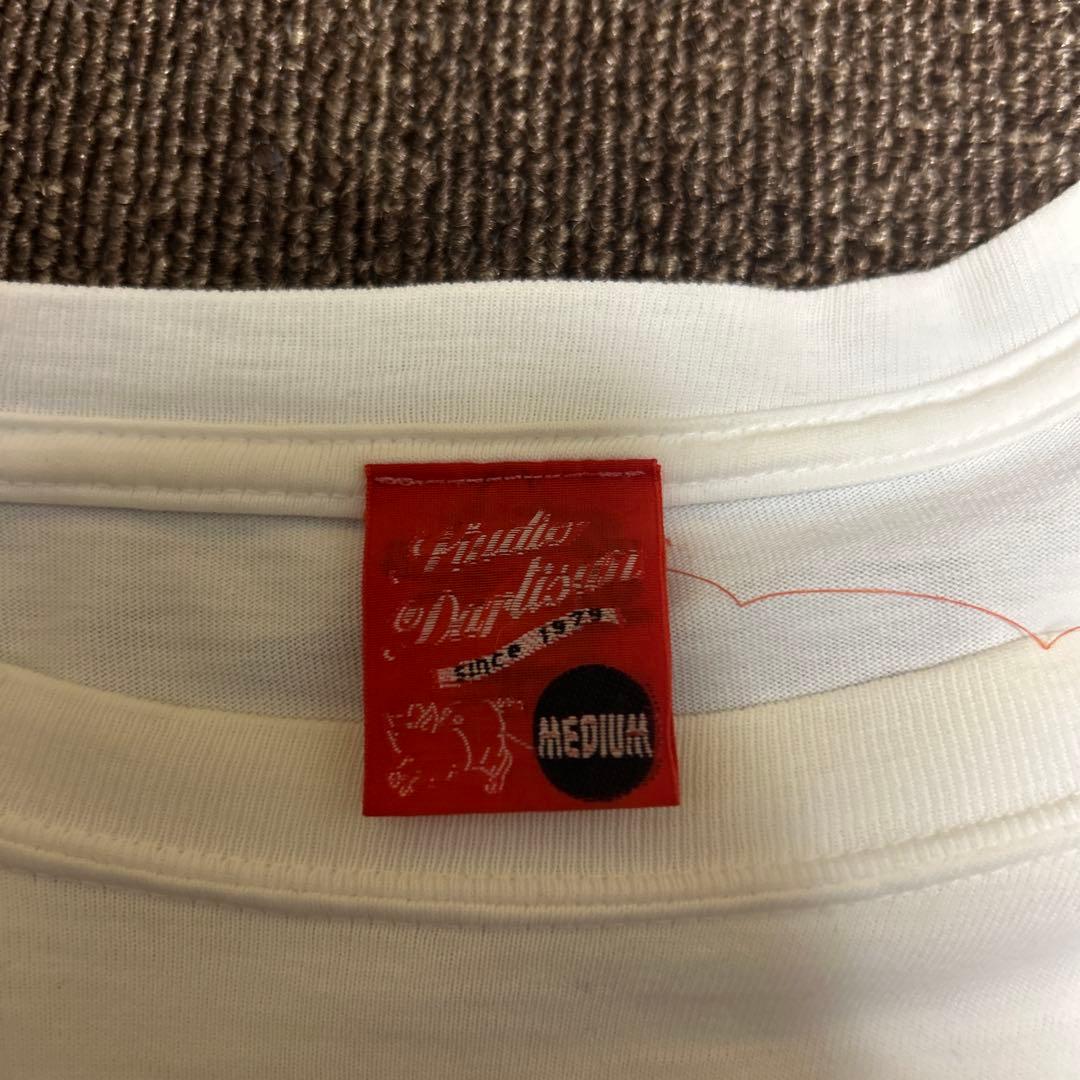 Studio
D'artisan
since 1979
MEDIUM